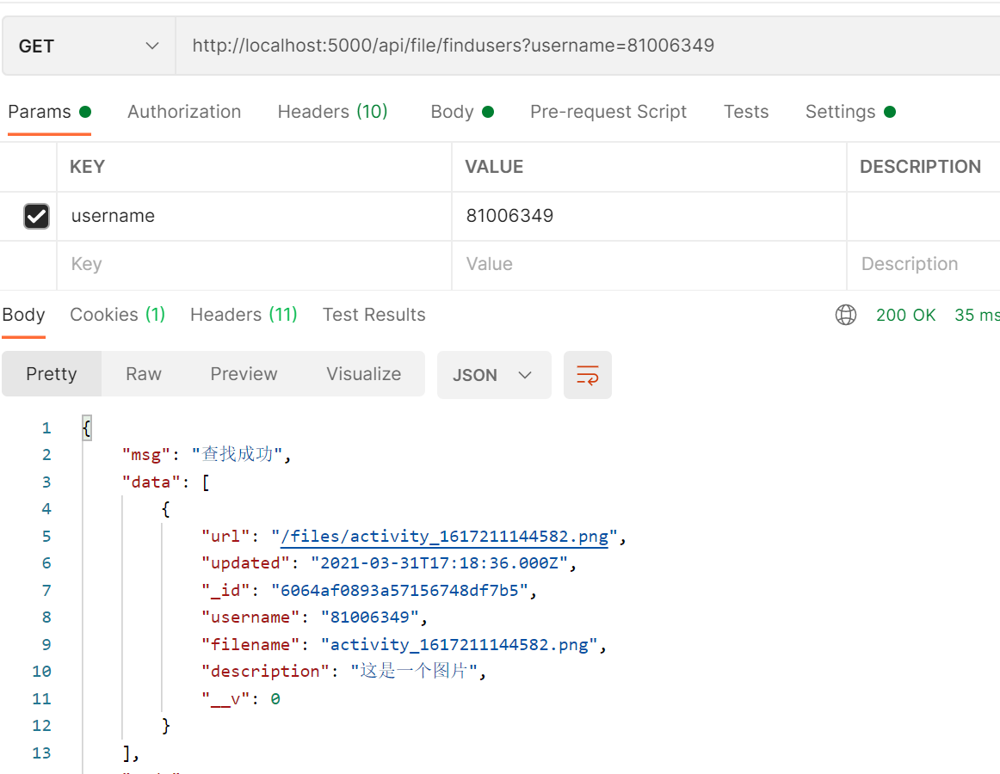 GET http://localhost:5000/api/file/findusers?username=81006349
Params Authorization Headers (10) Body Pre-request Script Tests Settings
KEY VALUE DESCRIPTION
username 81006349
Key Value Description
Body Cookies (1) Headers (11) Test Results 200 OK 35 ms
Pretty Raw Preview Visualize JSON
1 {
2 "msg": "查找成功",
3 "data": [
4 {
5 "url": "/files/activity_1617211144582.png",
6 "updated": "2021-03-31T17:18:36.000Z",
7 "_id": "6064af0893a57156748df7b5",
8 "username": "81006349",
9 "filename": "activity_1617211144582.png",
10 "description": "这是一个图片",
11 "__v": 0
12 }
13 ],